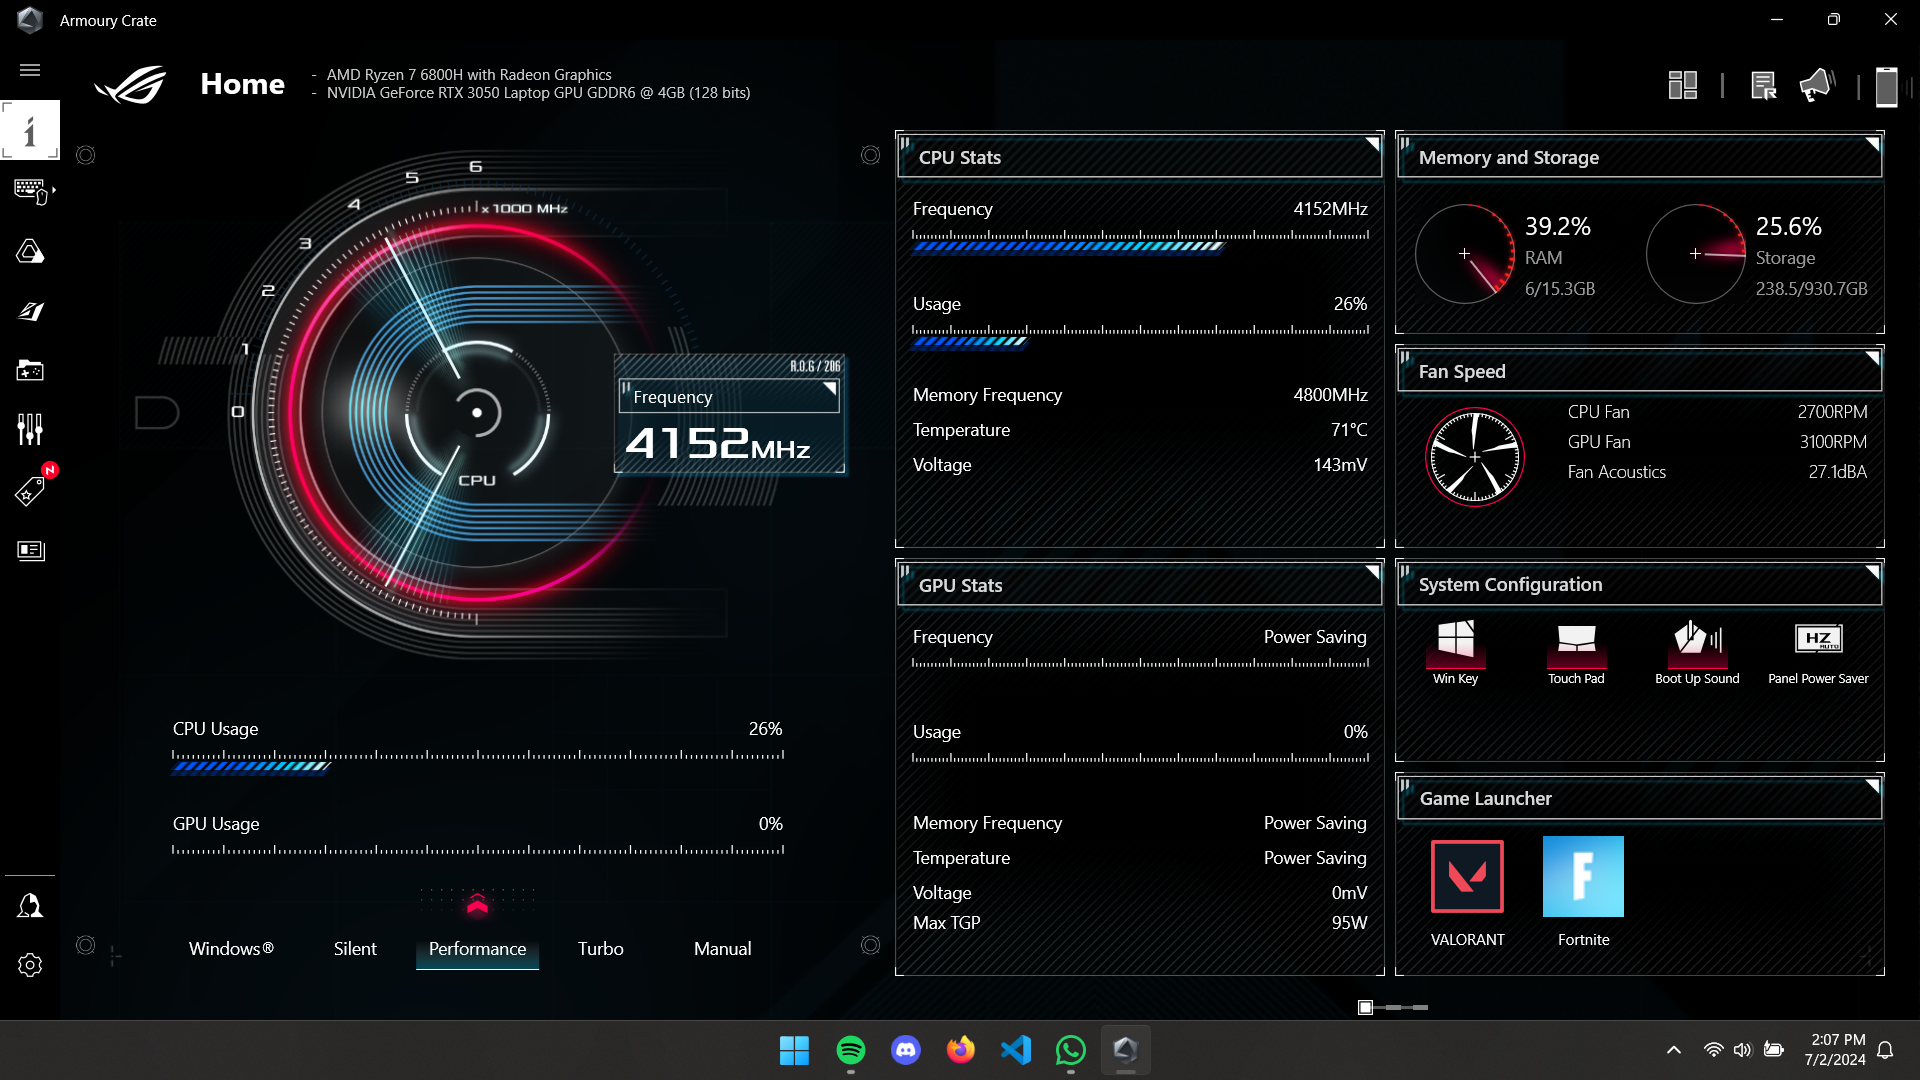 Armoury Crate
Home
- AMD Ryzen 7 6800H with Radeon Graphics
- NVIDIA GeForce RTX 3050 Laptop GPU GDDR6 @ 4GB (128 bits)
6
5
4
3
2
1
0
x1000 MHz
CPU
R.O.G / 286
Frequency
4152MHz
CPU Usage
26%
GPU Usage
0%
Windows®
Silent
Performance
Turbo
Manual
CPU Stats
Frequency
4152MHz
Usage
26%
Memory Frequency
4800MHz
Temperature
71°C
Voltage
143mV
GPU Stats
Frequency
Power Saving
Usage
0%
Memory Frequency
Power Saving
Temperature
Power Saving
Voltage
0mV
Max TGP
95W
Memory and Storage
39.2%
RAM
6/15.3GB
25.6%
Storage
238.5/930.7GB
Fan Speed
CPU Fan
2700RPM
GPU Fan
3100RPM
Fan Acoustics
27.1dBA
System Configuration
Win Key
Touch Pad
Boot Up Sound
HZ
AUTO
Panel Power Saver
Game Launcher
VALORANT
F
Fortnite
N
2:07 PM
7/2/2024